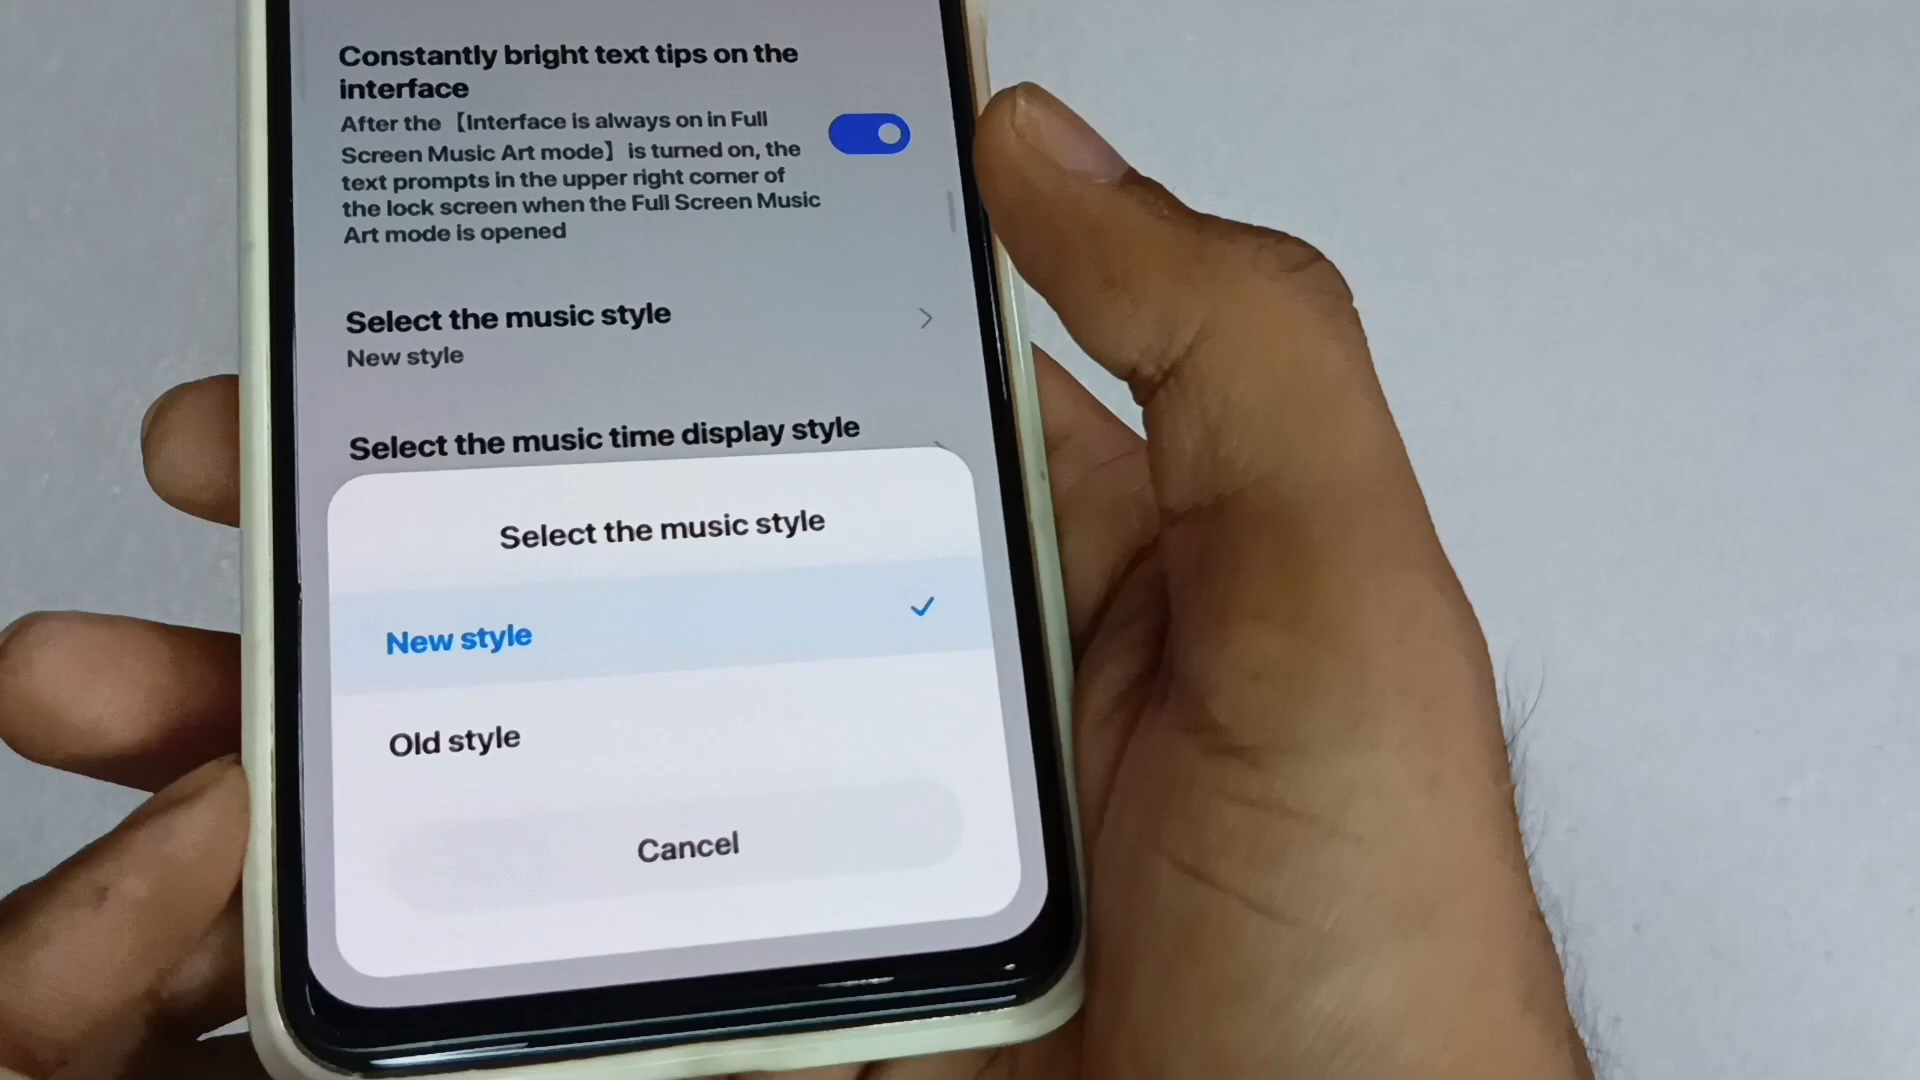 Constantly bright text tips on the
interface
After the【Interface is always on in Full
Screen Music Art mode】is turned on, the
text prompts in the upper right corner of
the lock screen when the Full Screen Music
Art mode is opened
Select the music style
New style
Select the music time display style
Select the music style
New style
Old style
Cancel